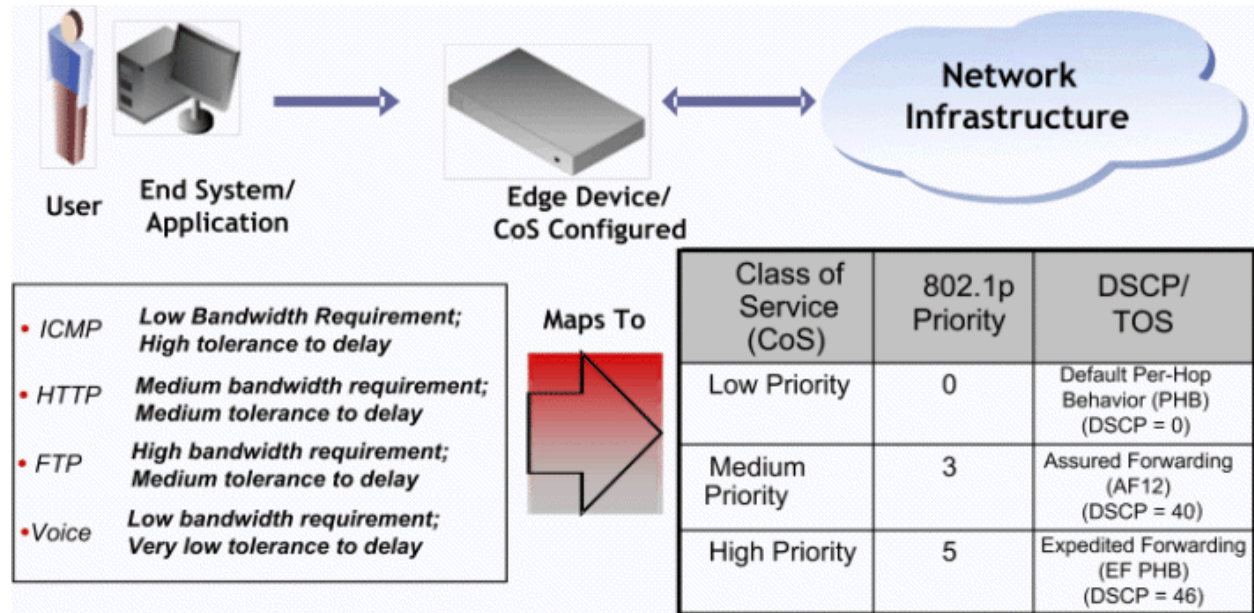 Network
Infrastructure
User
End System/
Application
Edge Device/
CoS Configured
• ICMP Low Bandwidth Requirement;
High tolerance to delay
• HTTP Medium bandwidth requirement;
Medium tolerance to delay
• FTP High bandwidth requirement;
Medium tolerance to delay
•Voice Low bandwidth requirement;
Very low tolerance to delay
Maps To
Class of
Service
(CoS)
802.1p
Priority
DSCP/
TOS
Low Priority
0
Default Per-Hop
Behavior (PHB)
(DSCP = 0)
Medium
Priority
3
Assured Forwarding
(AF12)
(DSCP = 40)
High Priority
5
Expedited Forwarding
(EF PHB)
(DSCP = 46)